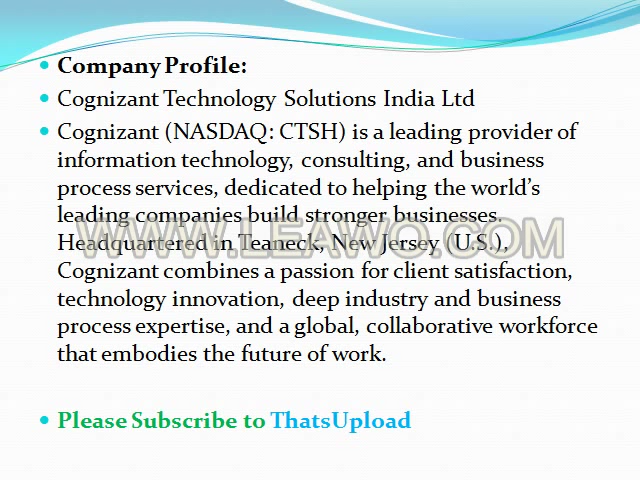 Company Profile:
Cognizant Technology Solutions India Ltd
Cognizant (NASDAQ: CTSH) is a leading provider of
information technology, consulting, and business
process services, dedicated to helping the world’s
leading companies build stronger businesses.
WWW.LEAWO.COM
Headquartered in Teaneck, New Jersey (U.S.),
Cognizant combines a passion for client satisfaction,
technology innovation, deep industry and business
process expertise, and a global, collaborative workforce
that embodies the future of work.
Please Subscribe to ThatsUpload